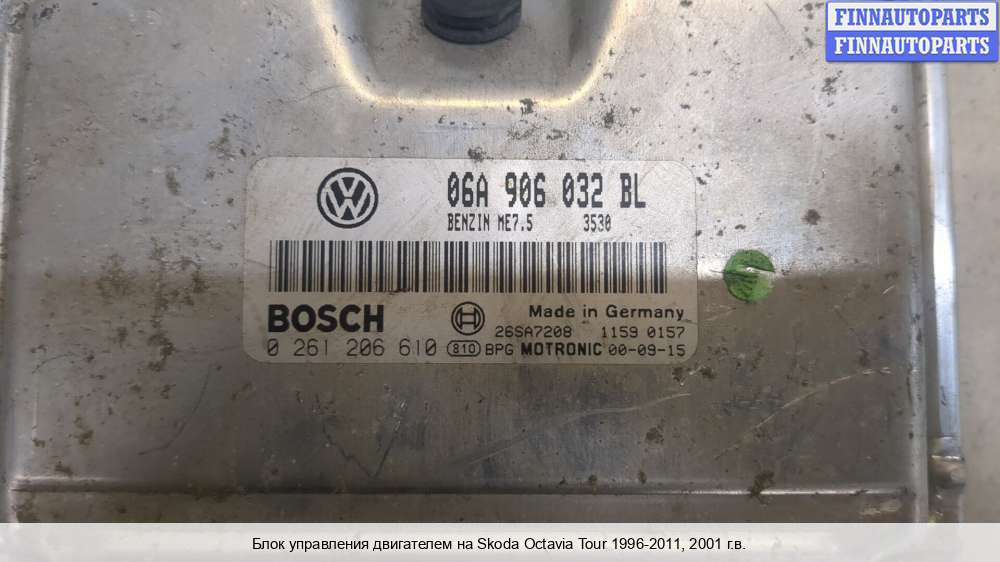 FINNAUTOPARTS
FINNAUTOPARTS
06A 906 032 BL
BENZIN ME7.5 3530
BOSCH Made in Germany
26SA7208 1159 0157
0 261 206 610 810 BPG MOTRONIC 00-09-15
Блок управления двигателем на Skoda Octavia Tour 1996-2011, 2001 г.в.